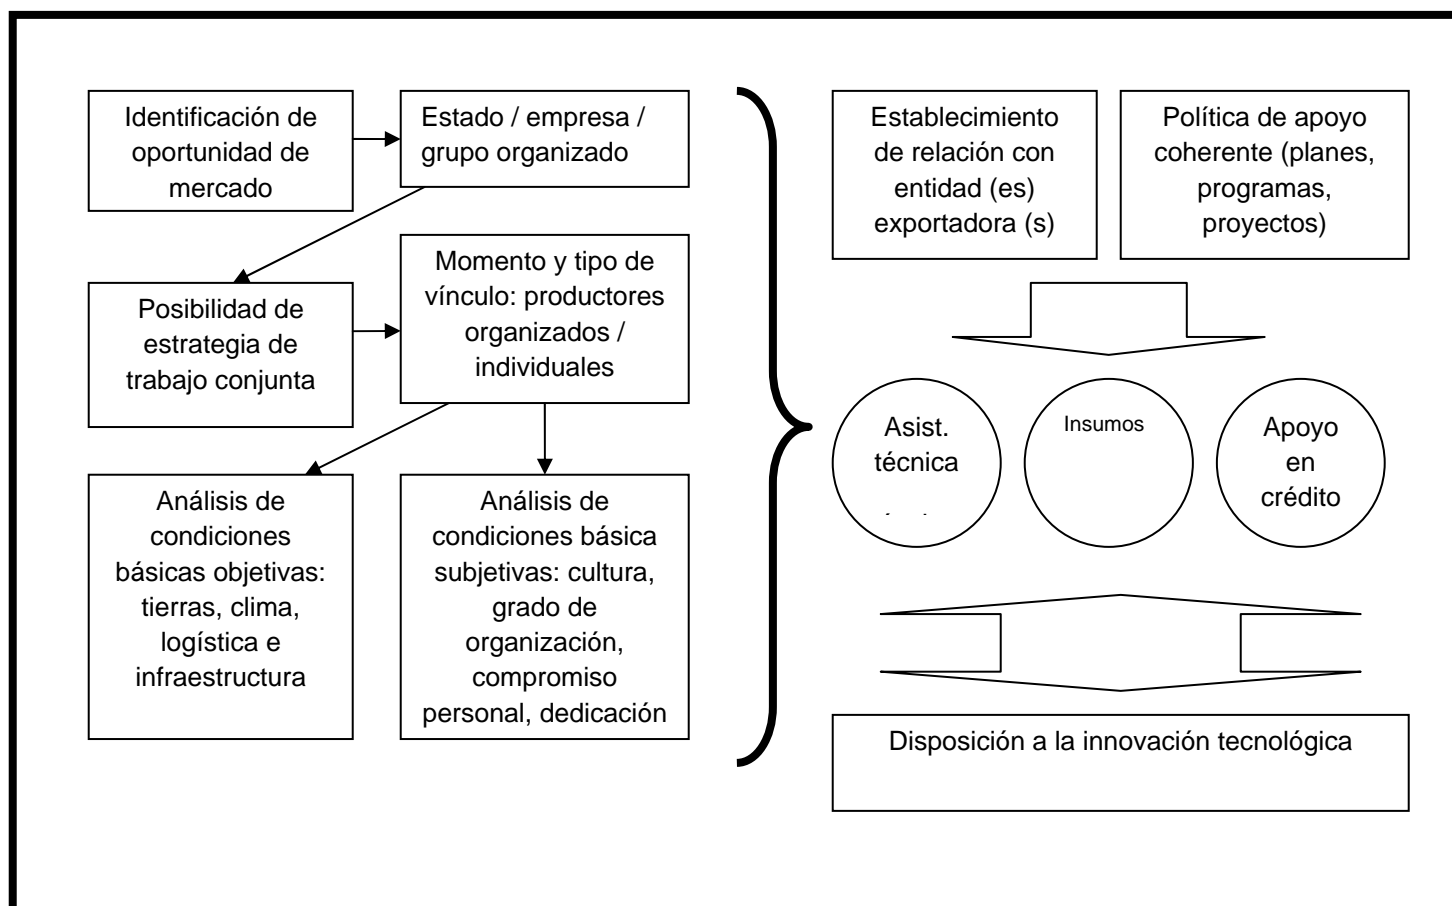 Identificación de
oportunidad de
mercado
Estado / empresa /
grupo organizado
Posibilidad de
estrategia de
trabajo conjunta
Momento y tipo de
vínculo: productores
organizados /
individuales
Análisis de
condiciones
básicas objetivas:
tierras, clima,
logística e
infraestructura
Análisis de
condiciones básica
subjetivas: cultura,
grado de
organización,
compromiso
personal, dedicación
Establecimiento
de relación con
entidad (es)
exportadora (s)
Política de apoyo
coherente (planes,
programas,
proyectos)
Asist.
técnica
Insumos
Apoyo
en
crédito
Disposición a la innovación tecnológica